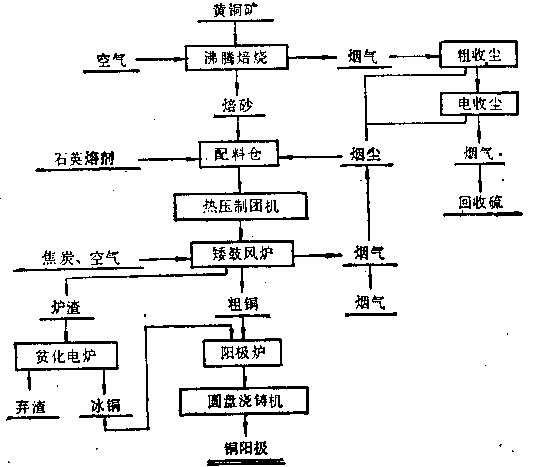 黄铜矿
空气
沸腾焙烧
烟气
粗收尘
电收尘
焙砂
石英熔剂
配料仓
烟尘
烟气
回收硫
热压制团机
焦炭、空气
矮鼓风炉
烟气
炉渣
粗铜
烟气
贫化电炉
阳极炉
弃渣
冰铜
圆盘浇铸机
铜阳极